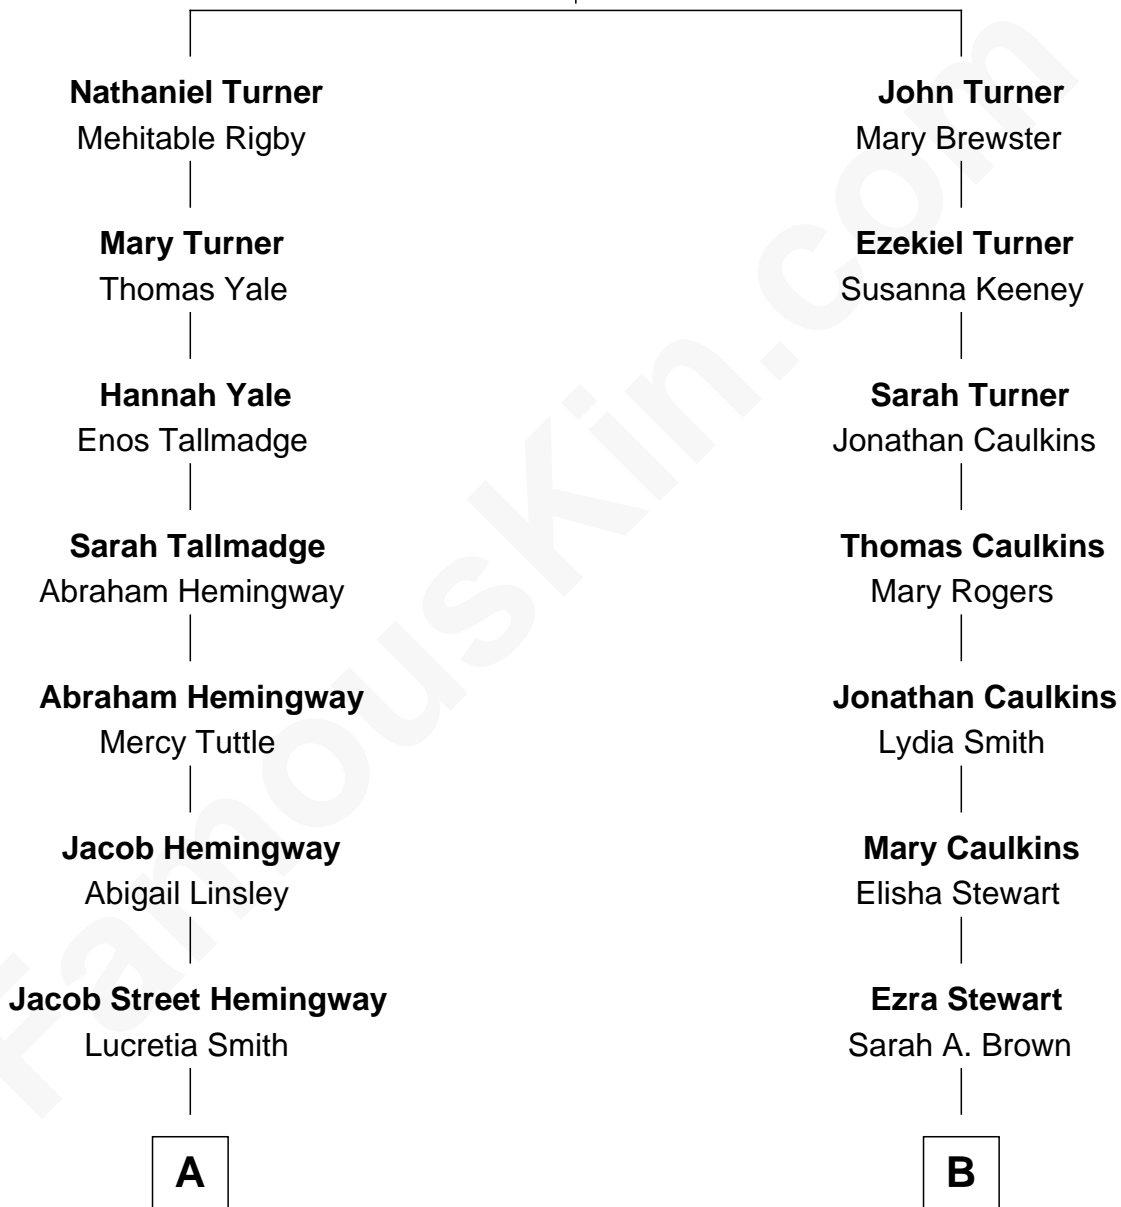 Nathaniel Turner
Mehitable Rigby
Mary Turner
Thomas Yale
Hannah Yale
Enos Tallmadge
Sarah Tallmadge
Abraham Hemingway
Abraham Hemingway
Mercy Tuttle
Jacob Hemingway
Abigail Linsley
Jacob Street Hemingway
Lucretia Smith
A
John Turner
Mary Brewster
Ezekiel Turner
Susanna Keeney
Sarah Turner
Jonathan Caulkins
Thomas Caulkins
Mary Rogers
Jonathan Caulkins
Lydia Smith
Mary Caulkins
Elisha Stewart
Ezra Stewart
Sarah A. Brown
B
FamousKin.com